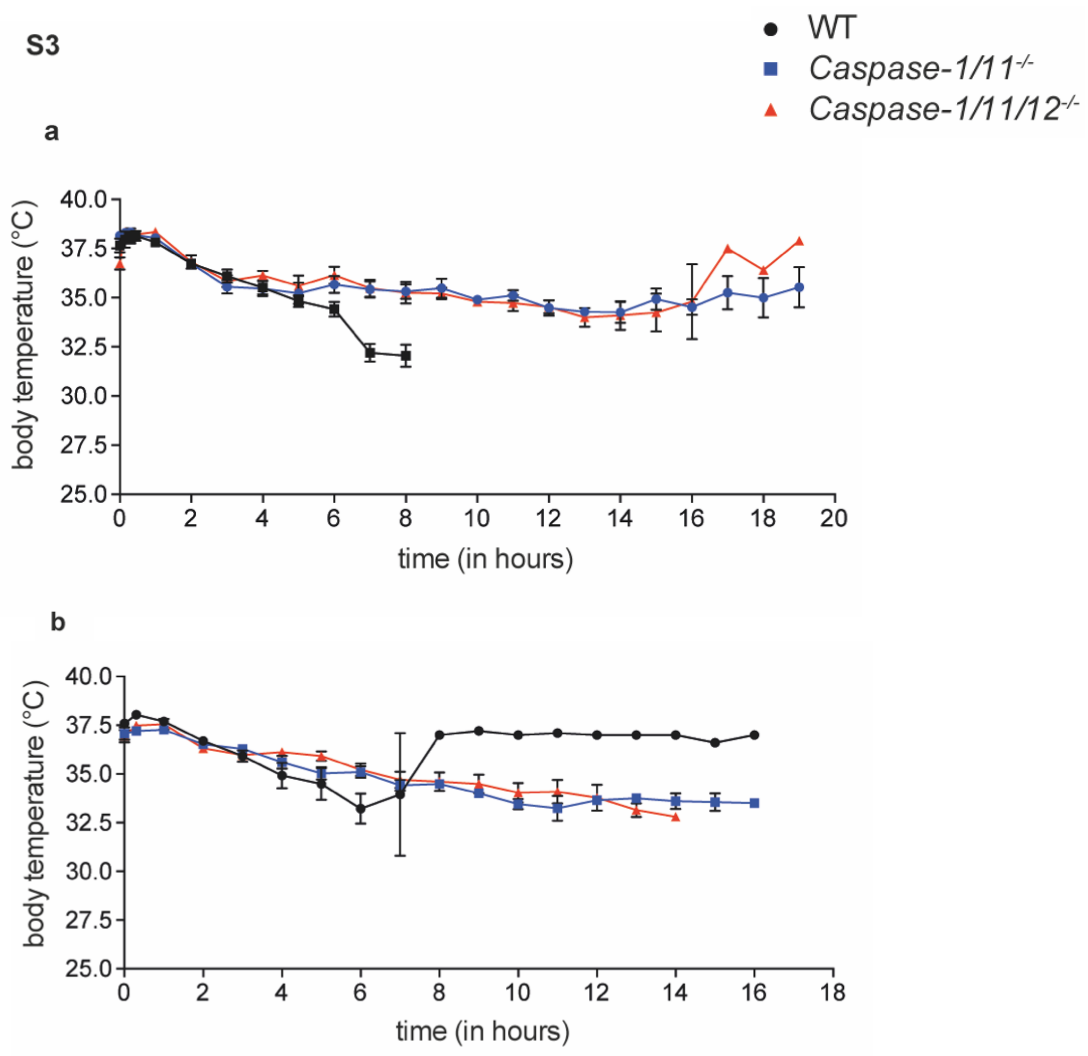 S3
WT
Caspase-1/11-/-
Caspase-1/11/12-/-
a
body temperature (°C)
40.0
37.5
35.0
32.5
30.0
27.5
25.0
0 2 4 6 8 10 12 14 16 18 20
time (in hours)
b
body temperature (°C)
40.0
37.5
35.0
32.5
30.0
27.5
25.0
0 2 4 6 8 10 12 14 16 18
time (in hours)